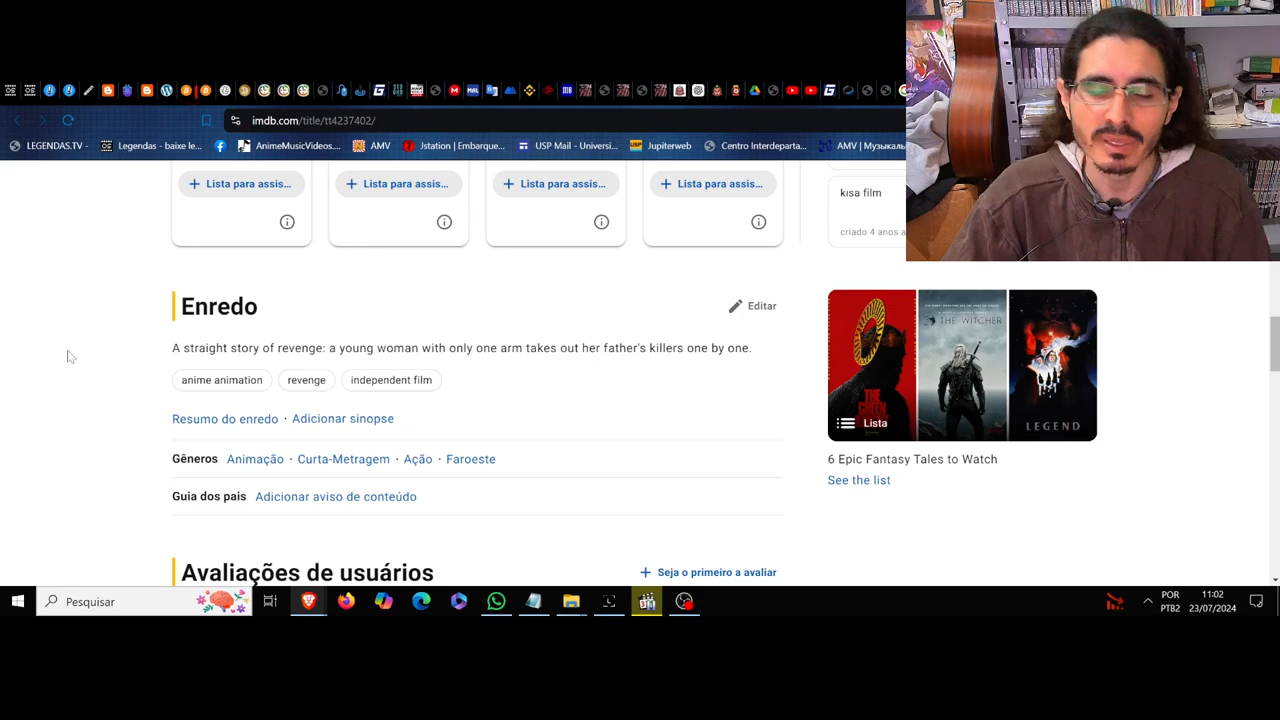 imdb.com/title/tt4237402/
LEGENDAS.TV -
Legendas - baixe le...
AnimeMusicVideos....
AMV
Jstation | Embarque...
USP Mail - Universi...
Jupiterweb
Centro Interdeparta...
AMV | Музыкаль
+ Lista para assis...
+ Lista para assis...
+ Lista para assis...
+ Lista para assis...
kısa film
criado 4 anos a
Enredo
Editar
A straight story of revenge: a young woman with only one arm takes out her father's killers one by one.
anime animation
revenge
independent film
Resumo do enredo · Adicionar sinopse
Gêneros Animação · Curta-Metragem · Ação · Faroeste
Guia dos pais Adicionar aviso de conteúdo
THE WITCHER
LEGEND
Lista
6 Epic Fantasy Tales to Watch
See the list
Avaliações de usuários
+ Seja o primeiro a avaliar
Pesquisar
POR
PTB2
11:02
23/07/2024